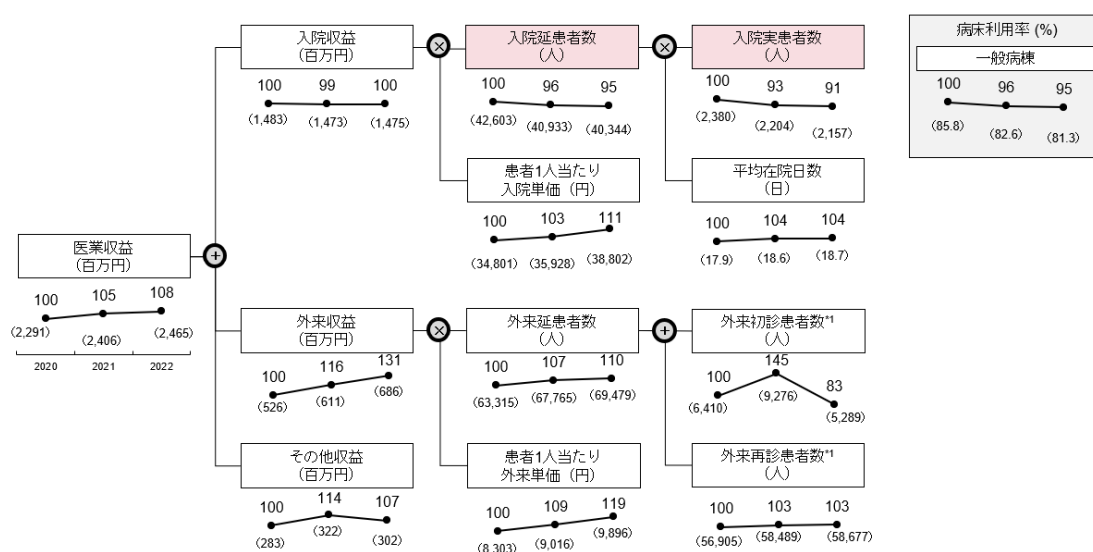 入院収益
(百万円)
100 99 100
(1,483) (1,473) (1,475)
×
入院延患者数
(人)
100 96 95
(42,603) (40,933) (40,344)
×
入院実患者数
(人)
100 93 91
(2,380) (2,204) (2,157)
病床利用率 (%)
一般病棟
100 96 95
(85.8) (82.6) (81.3)
患者1人当たり
入院単価 (円)
100 103 111
(34,801) (35,928) (38,802)
平均在院日数
(日)
100 104 104
(17.9) (18.6) (18.7)
医業収益
(百万円)
100 105 108
(2,291) (2,406) (2,465)
2020 2021 2022
+
外来収益
(百万円)
100 116 131
(526) (611) (686)
×
外来延患者数
(人)
100 107 110
(63,315) (67,765) (69,479)
+
外来初診患者数*1
(人)
100 145 83
(6,410) (9,276) (5,289)
その他収益
(百万円)
100 114 107
(283) (322) (302)
患者1人当たり
外来単価 (円)
100 109 119
(8,303) (9,016) (9,896)
外来再診患者数*1
(人)
100 103 103
(56,905) (58,489) (58,677)